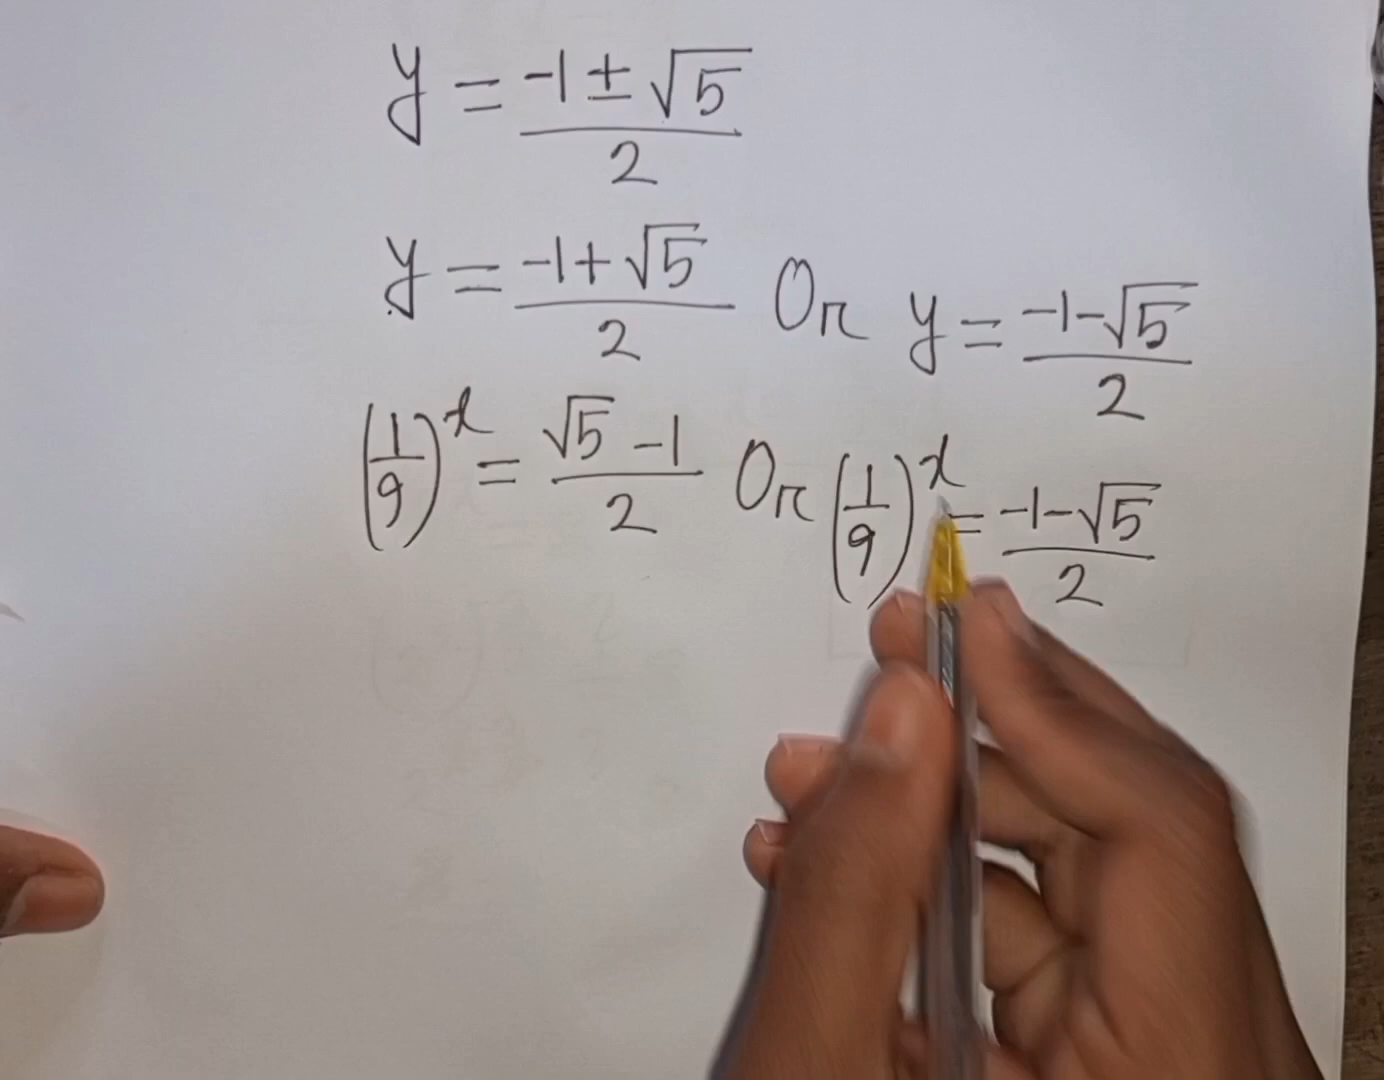 y = (-1 ± √5)/2
y = (-1 + √5)/2 Or y = (-1 - √5)/2
(1/9)^x = (√5 - 1)/2 Or (1/9)^x = (-1 - √5)/2